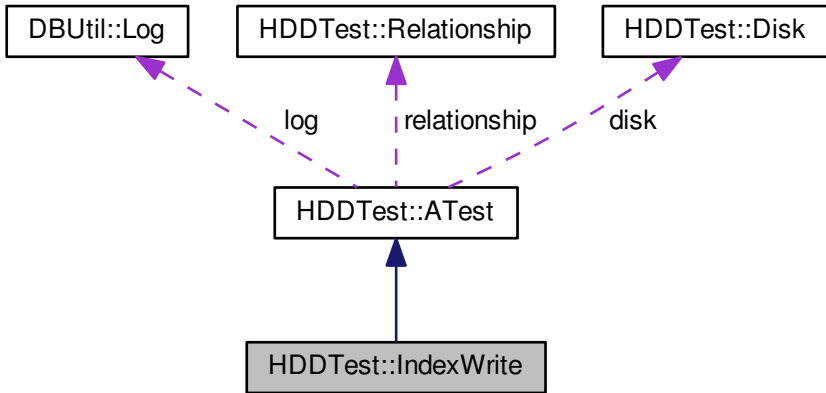 DBUtil::Log
HDDTest::Relationship
HDDTest::Disk
log
relationship
disk
HDDTest::ATest
HDDTest::IndexWrite